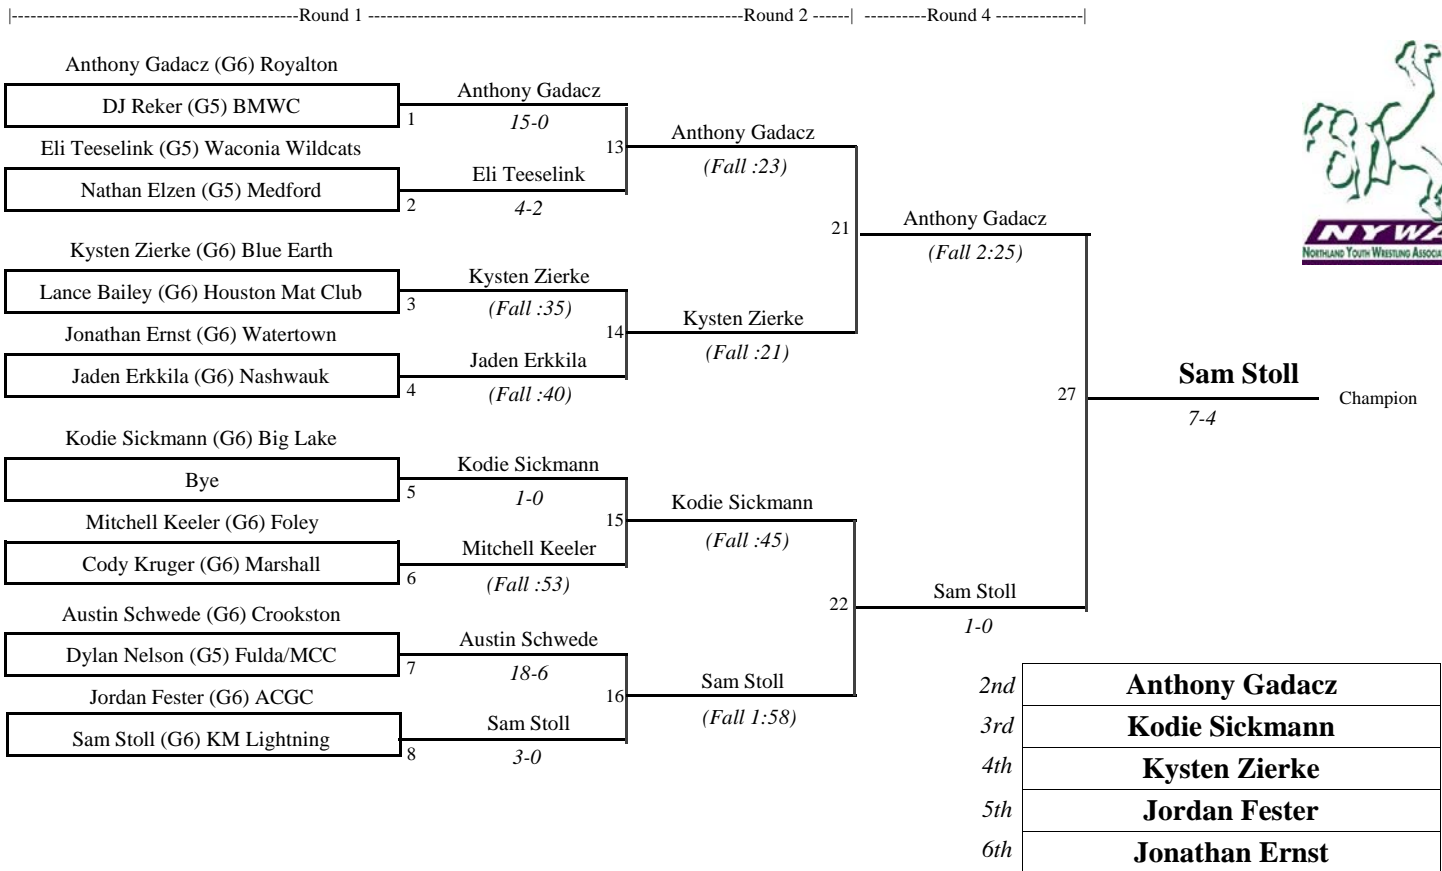 |-----------------------------------------------Round 1 -------------------------------------------------------------Round 2 ------| ----------Round 4 --------------|
Anthony Gadacz (G6) Royalton
DJ Reker (G5) BMWC
1
Eli Teeselink (G5) Waconia Wildcats
Nathan Elzen (G5) Medford
2
Kysten Zierke (G6) Blue Earth
Lance Bailey (G6) Houston Mat Club
3
Jonathan Ernst (G6) Watertown
Jaden Erkkila (G6) Nashwauk
4
Kodie Sickmann (G6) Big Lake
Bye
5
Mitchell Keeler (G6) Foley
Cody Kruger (G6) Marshall
6
Austin Schwede (G6) Crookston
Dylan Nelson (G5) Fulda/MCC
7
Jordan Fester (G6) ACGC
Sam Stoll (G6) KM Lightning
8
Anthony Gadacz
15-0
13
Eli Teeselink
4-2
Kysten Zierke
(Fall :35)
14
Jaden Erkkila
(Fall :40)
Kodie Sickmann
1-0
15
Mitchell Keeler
(Fall :53)
Austin Schwede
18-6
16
Sam Stoll
3-0
Anthony Gadacz
(Fall :23)
21
Kysten Zierke
(Fall :21)
Kodie Sickmann
(Fall :45)
22
Sam Stoll
(Fall 1:58)
Anthony Gadacz
(Fall 2:25)
27
Sam Stoll
1-0
NYWA
NORTHLAND YOUTH WRESTLING ASSOCIA
Sam Stoll
Champion
7-4
2nd Anthony Gadacz
3rd Kodie Sickmann
4th Kysten Zierke
5th Jordan Fester
6th Jonathan Ernst